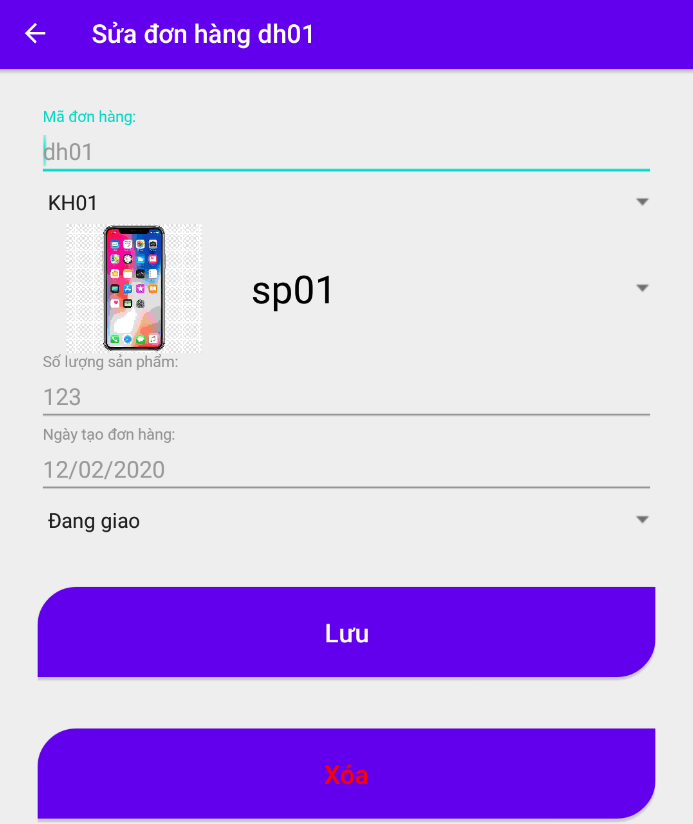 Sửa đơn hàng dh01
Mã đơn hàng:
dh01
KH01
sp01
Số lượng sản phẩm:
123
Ngày tạo đơn hàng:
12/02/2020
Đang giao
Lưu
Xóa